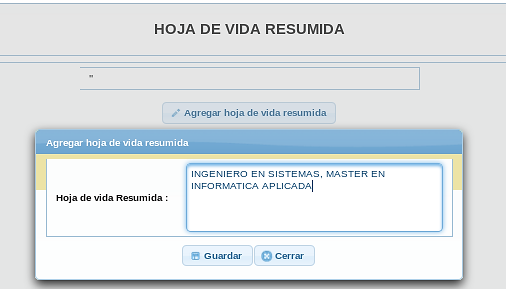 HOJA DE VIDA RESUMIDA
"
Agregar hoja de vida resumida
Agregar hoja de vida resumida
Hoja de vida Resumida :
INGENIERO EN SISTEMAS, MASTER EN
INFORMATICA APLICADA
Guardar
Cerrar